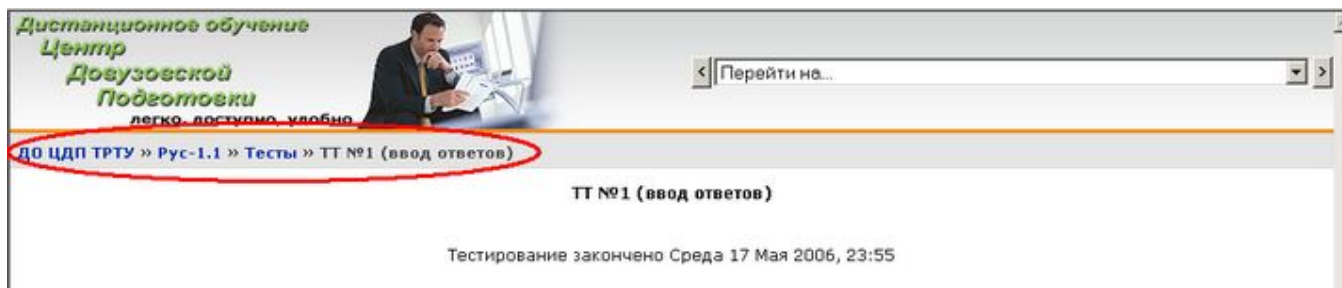 Дистанционное обучение
Центр
Довузовской
Подготовки
легко, доступно, удобно
Перейти на...
ДО ЦДП ТРТУ » Рус-1.1 » Тесты » ТТ №1 (ввод ответов)
ТТ №1 (ввод ответов)
Тестирование закончено Среда 17 Мая 2006, 23:55